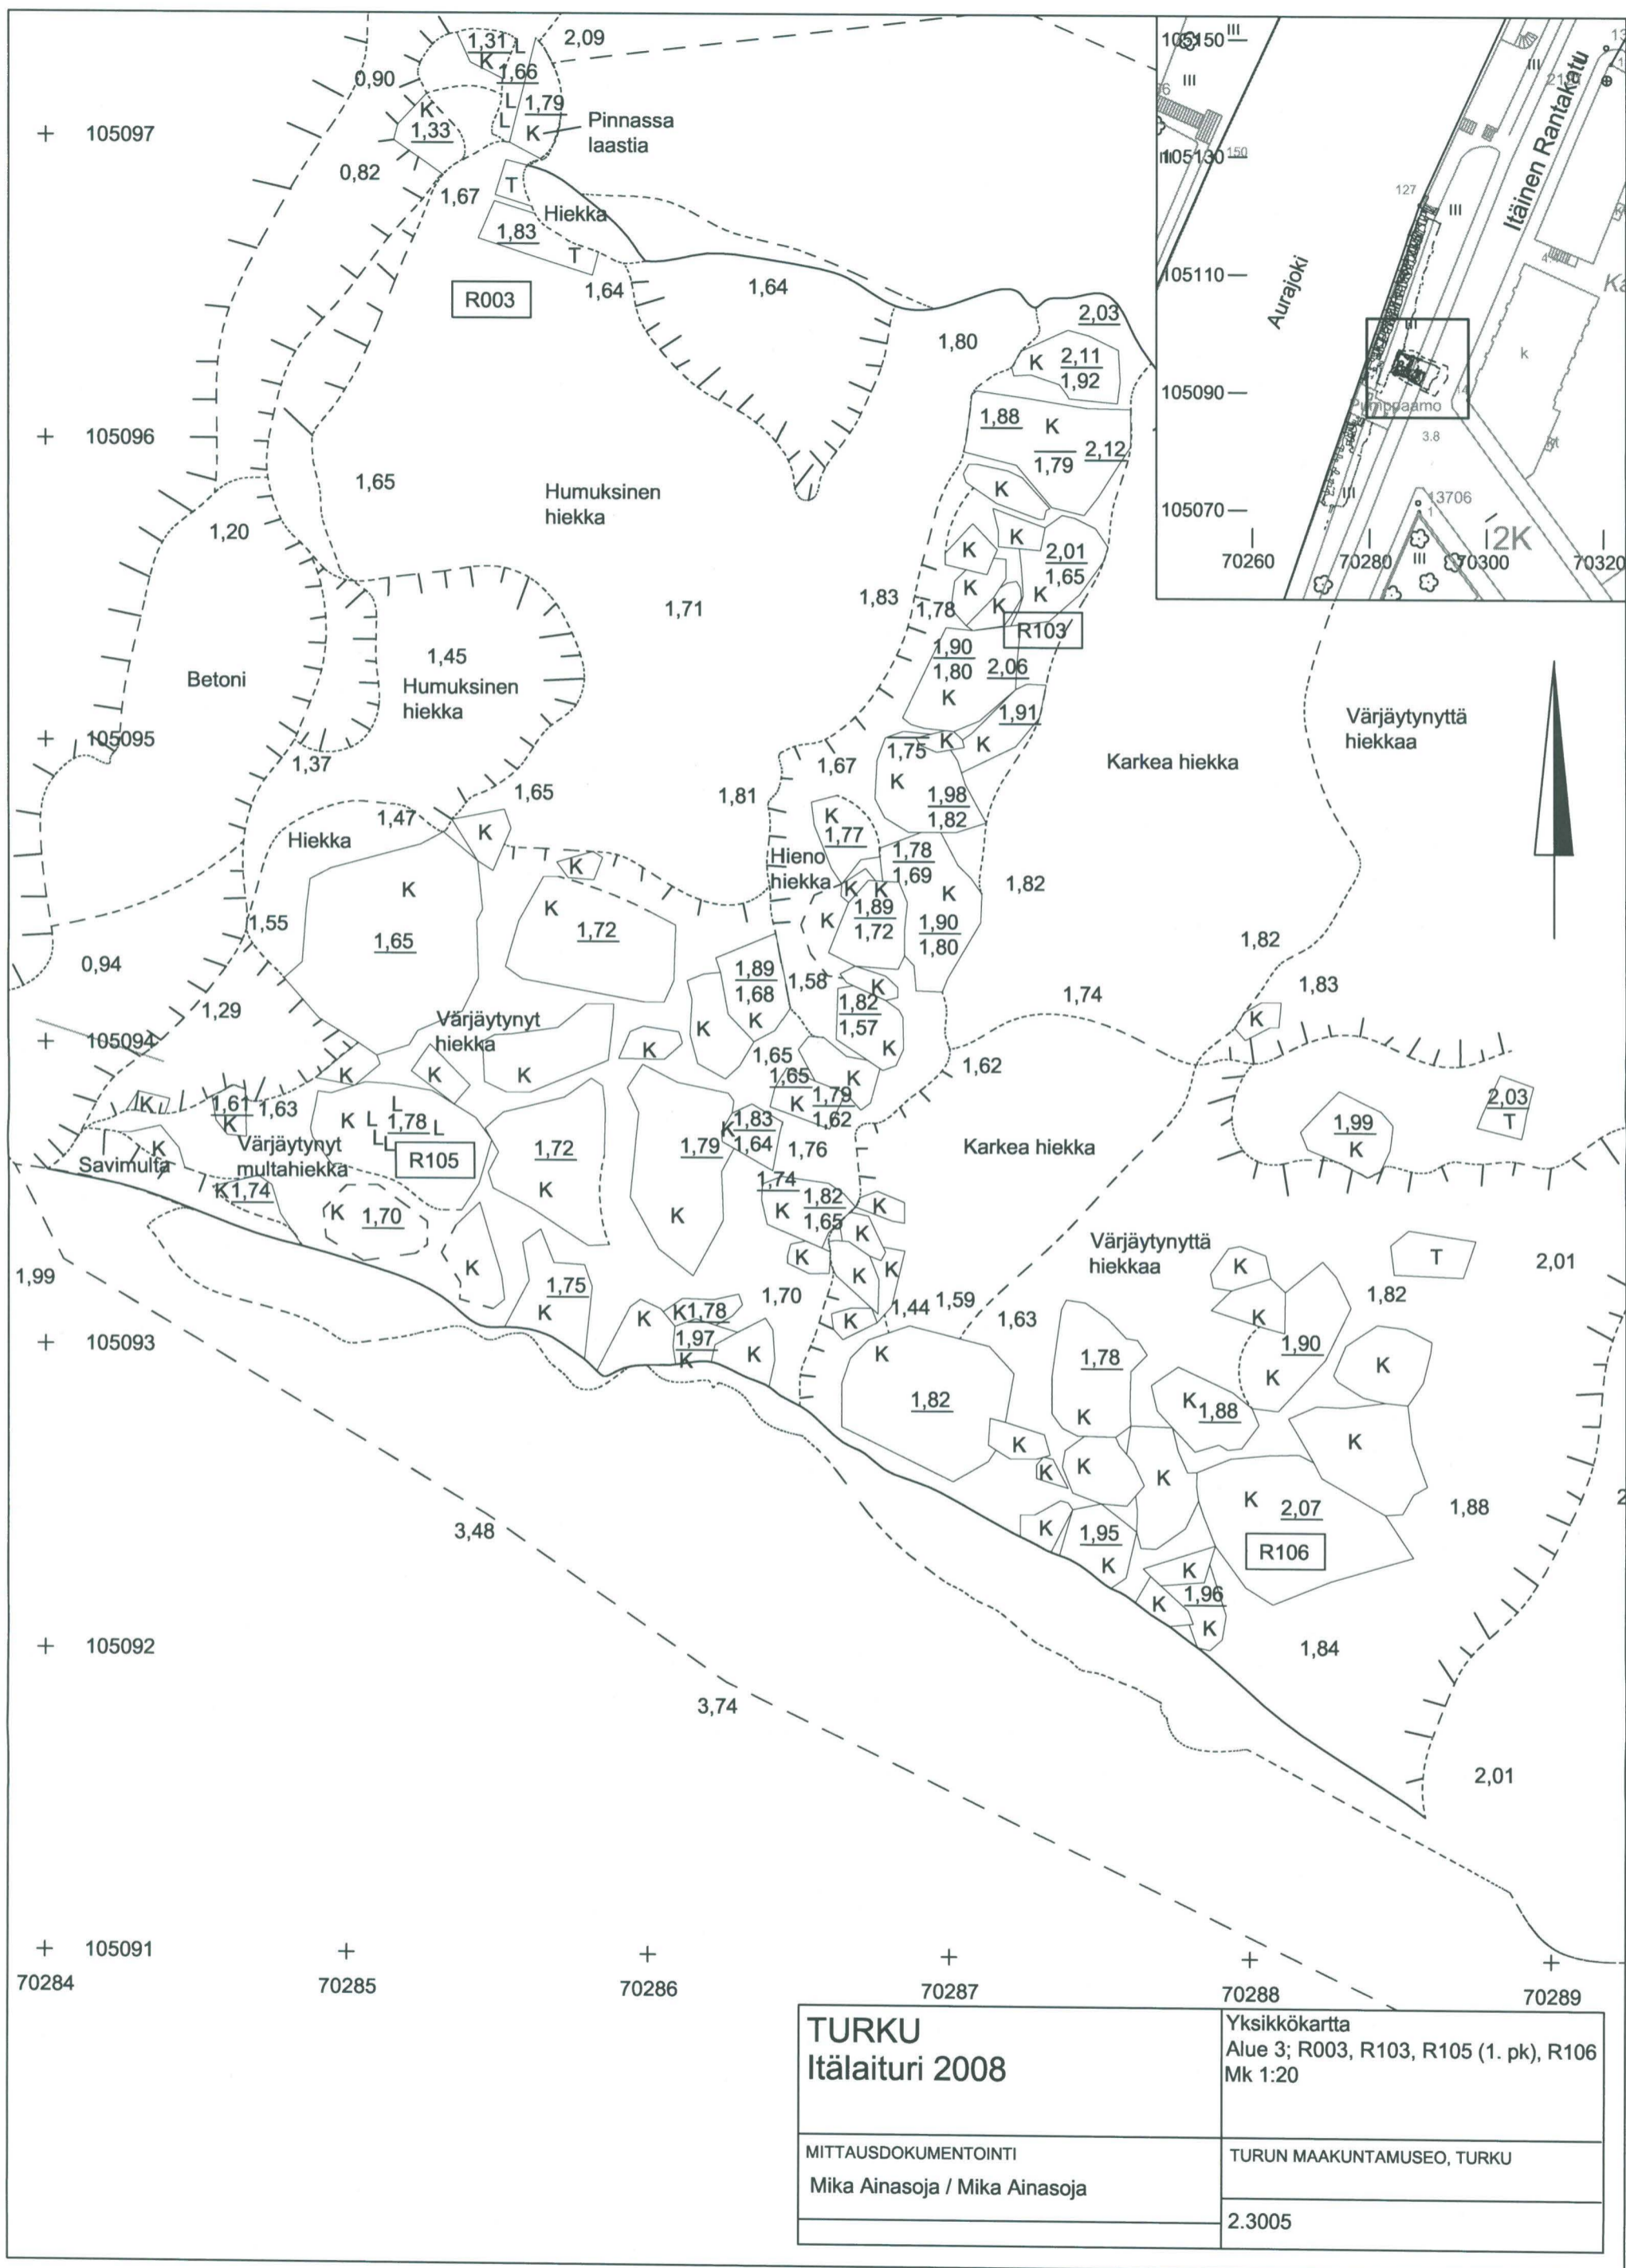 1,31 L
2,09
K
1,66
0,90
L 1,79
K
L
K
Pinnassa
laastia
1,33
105097
0,82
T
1,67
Hiekka
1,83
T
R003
1,64
1,64
2,03
1,80
K
2,11
1,92
1,88
K
1,79
2,12
105096
1,65
Humuksinen
hiekka
K
1,20
K
K
2,01
1,65
K
K
K
1,71
1,83
1,78
R103
1,90
1,80
2,06
K
1,45
Humuksinen
hiekka
Betoni
1,91
K
K
1,75
Värjäytynyttä
hiekkaa
105095
1,37
1,67
Karkea hiekka
K
1,98
1,82
1,65
1,81
1,47
Hiekka
K
K
1,77
K
Hieno
hiekka
1,78
1,69
K
K
K
K
K
1,82
1,89
1,72
K
1,90
1,80
1,55
1,65
1,72
1,82
0,94
1,89
1,68
1,58
K
1,83
1,74
1,29
1,82
1,57
K
K
K
Värjäytynyt
hiekka
K
K
105094
1,65
1,62
K
K
K
1,65
K
K
1,79
1,62
2,03
T
K
1,61
K
1,63
L
K L 1,78 L
L
L
1,83
K
1,64
1,99
K
K
Savimulta
Värjäytynyt
multahiekka
R105
1,72
1,79
1,76
Karkea hiekka
K 1,74
K
1,70
K
1,74
K
1,82
1,65
K
K
K
Värjäytynyttä
hiekkaa
T
2,01
1,99
K
K
K
K
K
K
1,75
K
1,70
1,44
1,59
1,63
1,82
K
K
K 1,78
K
1,90
105093
1,97
K
K
K
1,78
K
K
1,82
K
1,88
K
K
K
K
K
K
K
2,07
1,88
3,48
K
1,95
K
R106
K
1,96
K
K
105092
1,84
3,74
2,01
105091
70284
70285
70286
70287
70288
70289
105150
III
III
III
105130
150
127
III
Itäinen Rantakatu
105110
Aurajoki
III
k
105090
Pumppaamo
3.8
105070
III
13706
1
2K
III
70260
70280
70300
70320
TURKU
Itälaituri 2008
Yksikkökartta
Alue 3; R003, R103, R105 (1. pk), R106
Mk 1:20
MITTAUSDOKUMENTOINTI
Mika Ainasoja / Mika Ainasoja
TURUN MAAKUNTAMUSEO, TURKU
2.3005